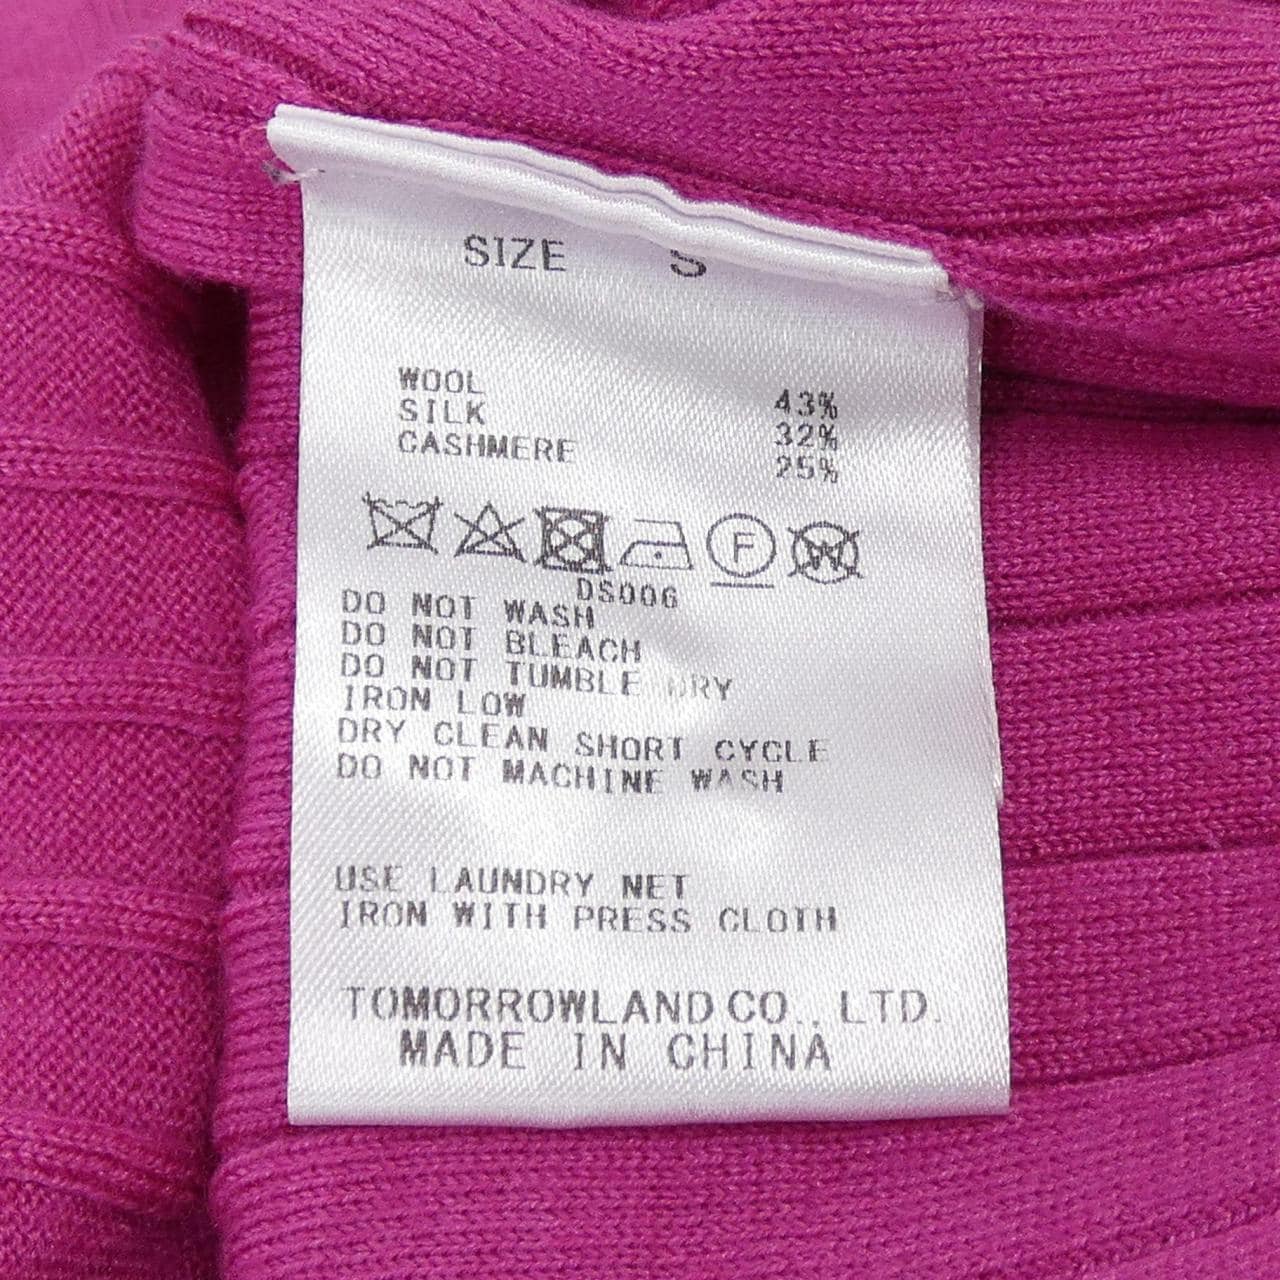 SIZE S
WOOL 43%
SILK 32%
CASHMERE 25%
F W
DS006
DO NOT WASH
DO NOT BLEACH
DO NOT TUMBLE DRY
IRON LOW
DRY CLEAN SHORT CYCLE
DO NOT MACHINE WASH
USE LAUNDRY NET
IRON WITH PRESS CLOTH
TOMORROWLAND CO., LTD.
MADE IN CHINA